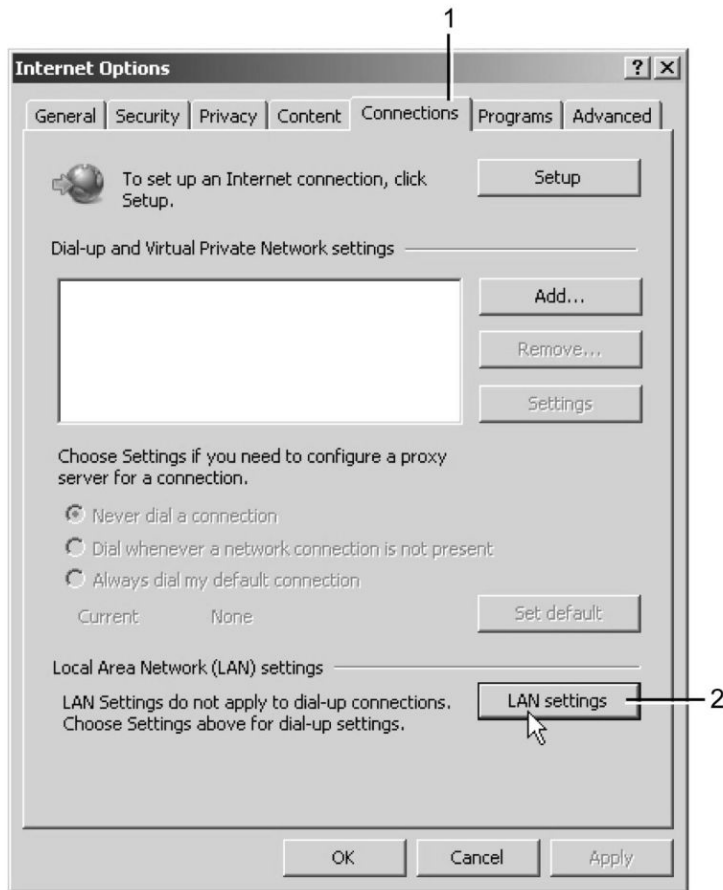 1
Internet Options
General Security Privacy Content Connections Programs Advanced
To set up an Internet connection, click
Setup.
Setup
Dial-up and Virtual Private Network settings
Add...
Remove...
Settings
Choose Settings if you need to configure a proxy
server for a connection.
Never dial a connection
Dial whenever a network connection is not present
Always dial my default connection
Current None
Set default
Local Area Network (LAN) settings
LAN Settings do not apply to dial-up connections.
Choose Settings above for dial-up settings.
LAN settings
2
OK Cancel Apply